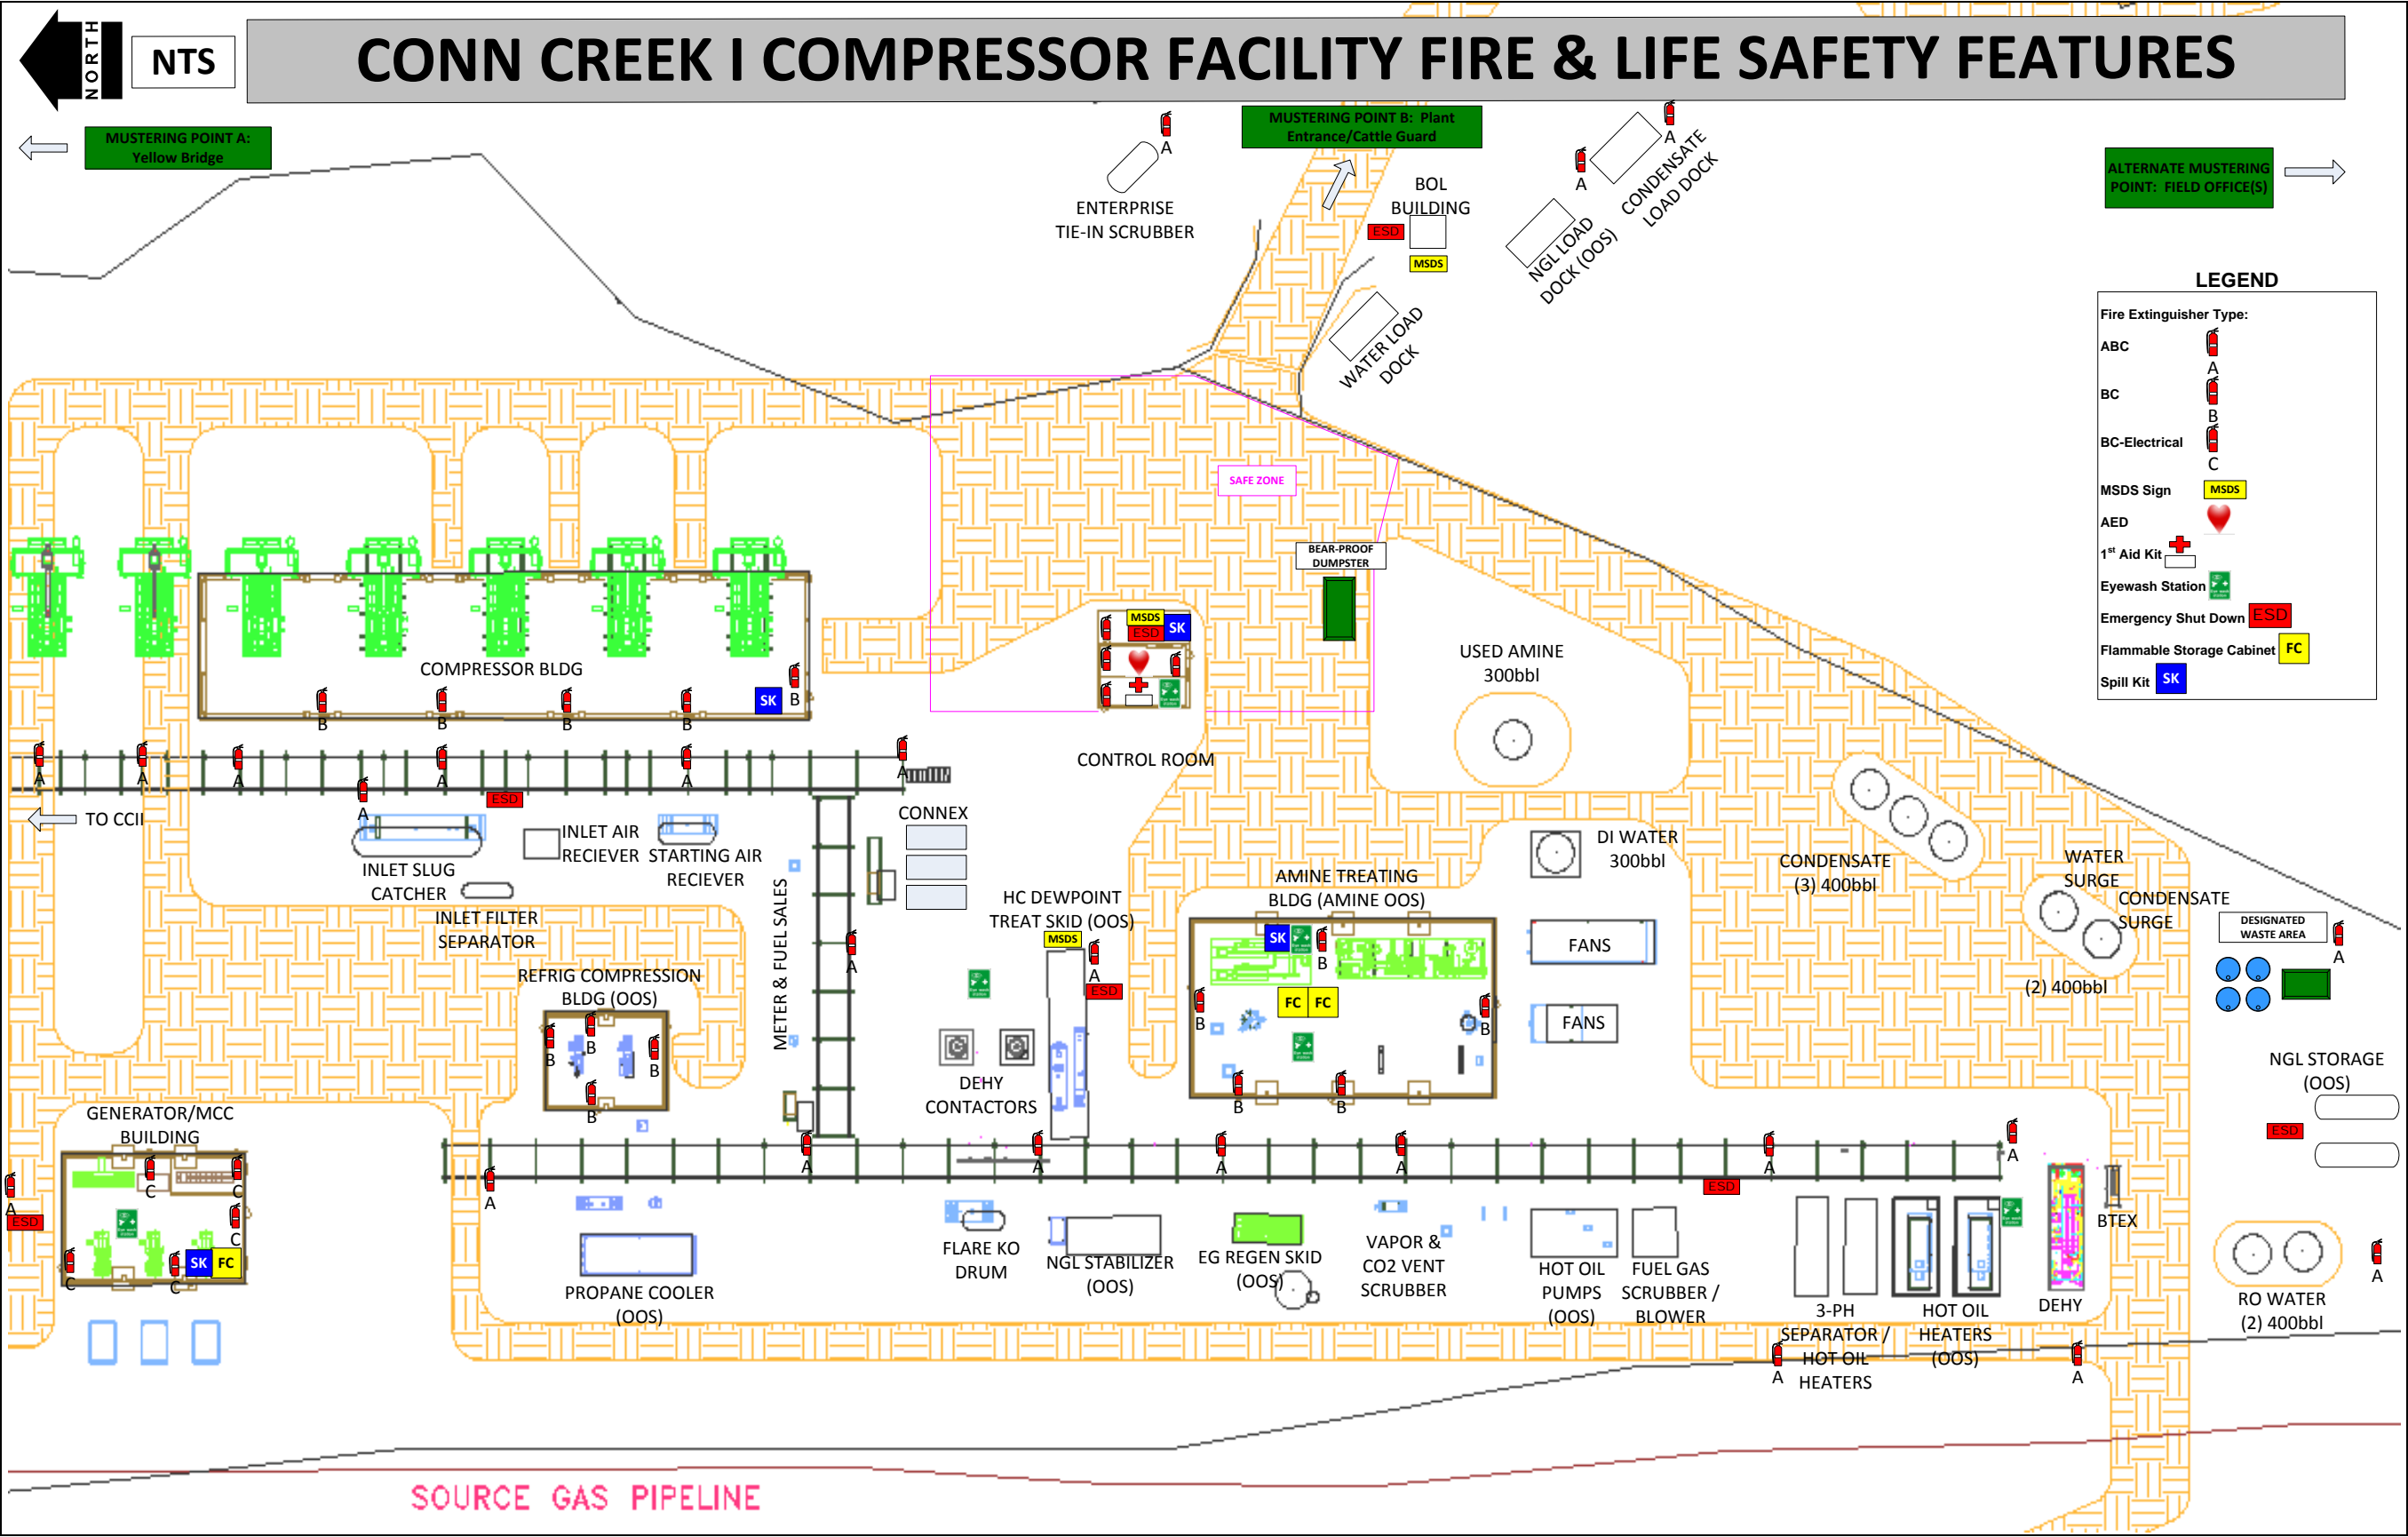 NORTH
NTS
CONN CREEK I COMPRESSOR FACILITY FIRE & LIFE SAFETY FEATURES
MUSTERING POINT A:
Yellow Bridge
MUSTERING POINT B: Plant
Entrance/Cattle Guard
ALTERNATE MUSTERING
POINT: FIELD OFFICE(S)
A
ENTERPRISE
TIE-IN SCRUBBER
BOL
BUILDING
ESD
MSDS
A
A
CONDENSATE
LOAD DOCK
NGL LOAD
DOCK (OOS)
WATER LOAD
DOCK
LEGEND
Fire Extinguisher Type:
ABC
A
BC
B
BC-Electrical
C
MSDS Sign
MSDS
AED
1st Aid Kit
Eyewash Station
Emergency Shut Down
ESD
Flammable Storage Cabinet
FC
Spill Kit
SK
SAFE ZONE
BEAR-PROOF
DUMPSTER
MSDS
ESD
SK
CONTROL ROOM
COMPRESSOR BLDG
B
B
B
B
SK
B
USED AMINE
300bbl
A
A
A
A
A
A
A
ESD
TO CCII
INLET SLUG
CATCHER
INLET AIR
RECIEVER
STARTING AIR
RECIEVER
INLET FILTER
SEPARATOR
CONNEX
METER & FUEL SALES
A
HC DEWPOINT
TREAT SKID (OOS)
MSDS
A
ESD
DEHY
CONTACTORS
AMINE TREATING
BLDG (AMINE OOS)
SK
B
FC
FC
B
B
B
B
DI WATER
300bbl
FANS
FANS
CONDENSATE
(3) 400bbl
WATER
SURGE
CONDENSATE
SURGE
(2) 400bbl
DESIGNATED
WASTE AREA
A
NGL STORAGE
(OOS)
ESD
REFRIG COMPRESSION
BLDG (OOS)
B
B
B
B
GENERATOR/MCC
BUILDING
C
C
C
C
C
SK
FC
A
ESD
A
A
A
A
A
A
A
ESD
PROPANE COOLER
(OOS)
FLARE KO
DRUM
NGL STABILIZER
(OOS)
EG REGEN SKID
(OOS)
VAPOR &
CO2 VENT
SCRUBBER
HOT OIL
PUMPS
(OOS)
FUEL GAS
SCRUBBER /
BLOWER
3-PH
SEPARATOR /
HOT OIL
HEATERS
HOT OIL
HEATERS
(OOS)
DEHY
BTEX
RO WATER
(2) 400bbl
A
A
A
SOURCE GAS PIPELINE